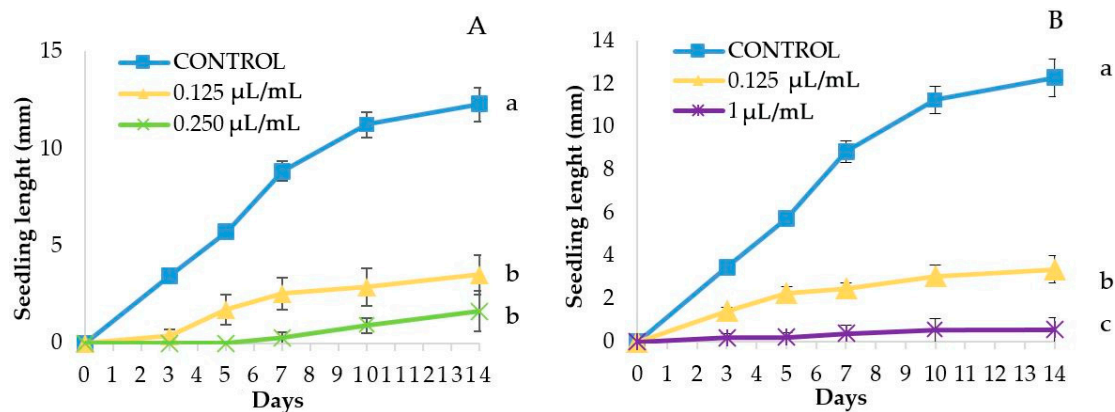 A
15
10
5
0
Seedling lenght (mm)
CONTROL
0.125 µL/mL
0.250 µL/mL
a
b
b
0 1 2 3 4 5 6 7 8 9 10 11 12 13 14
Days
B
14
12
10
8
6
4
2
0
Seedling lenght (mm)
CONTROL
0.125 µL/mL
1 µL/mL
a
b
c
0 1 2 3 4 5 6 7 8 9 10 11 12 13 14
Days